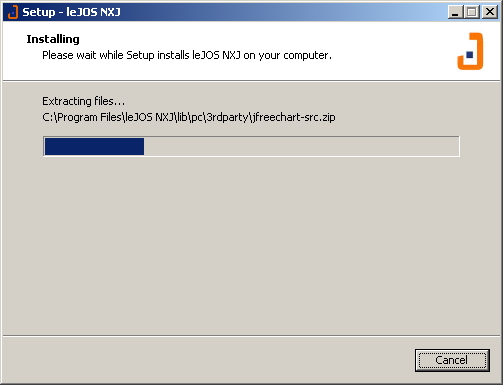 Setup - leJOS NXJ
Installing
Please wait while Setup installs leJOS NXJ on your computer.
Extracting files...
C:\Program Files\leJOS NXJ\lib\pc\3rdparty\jfreechart-src.zip
Cancel